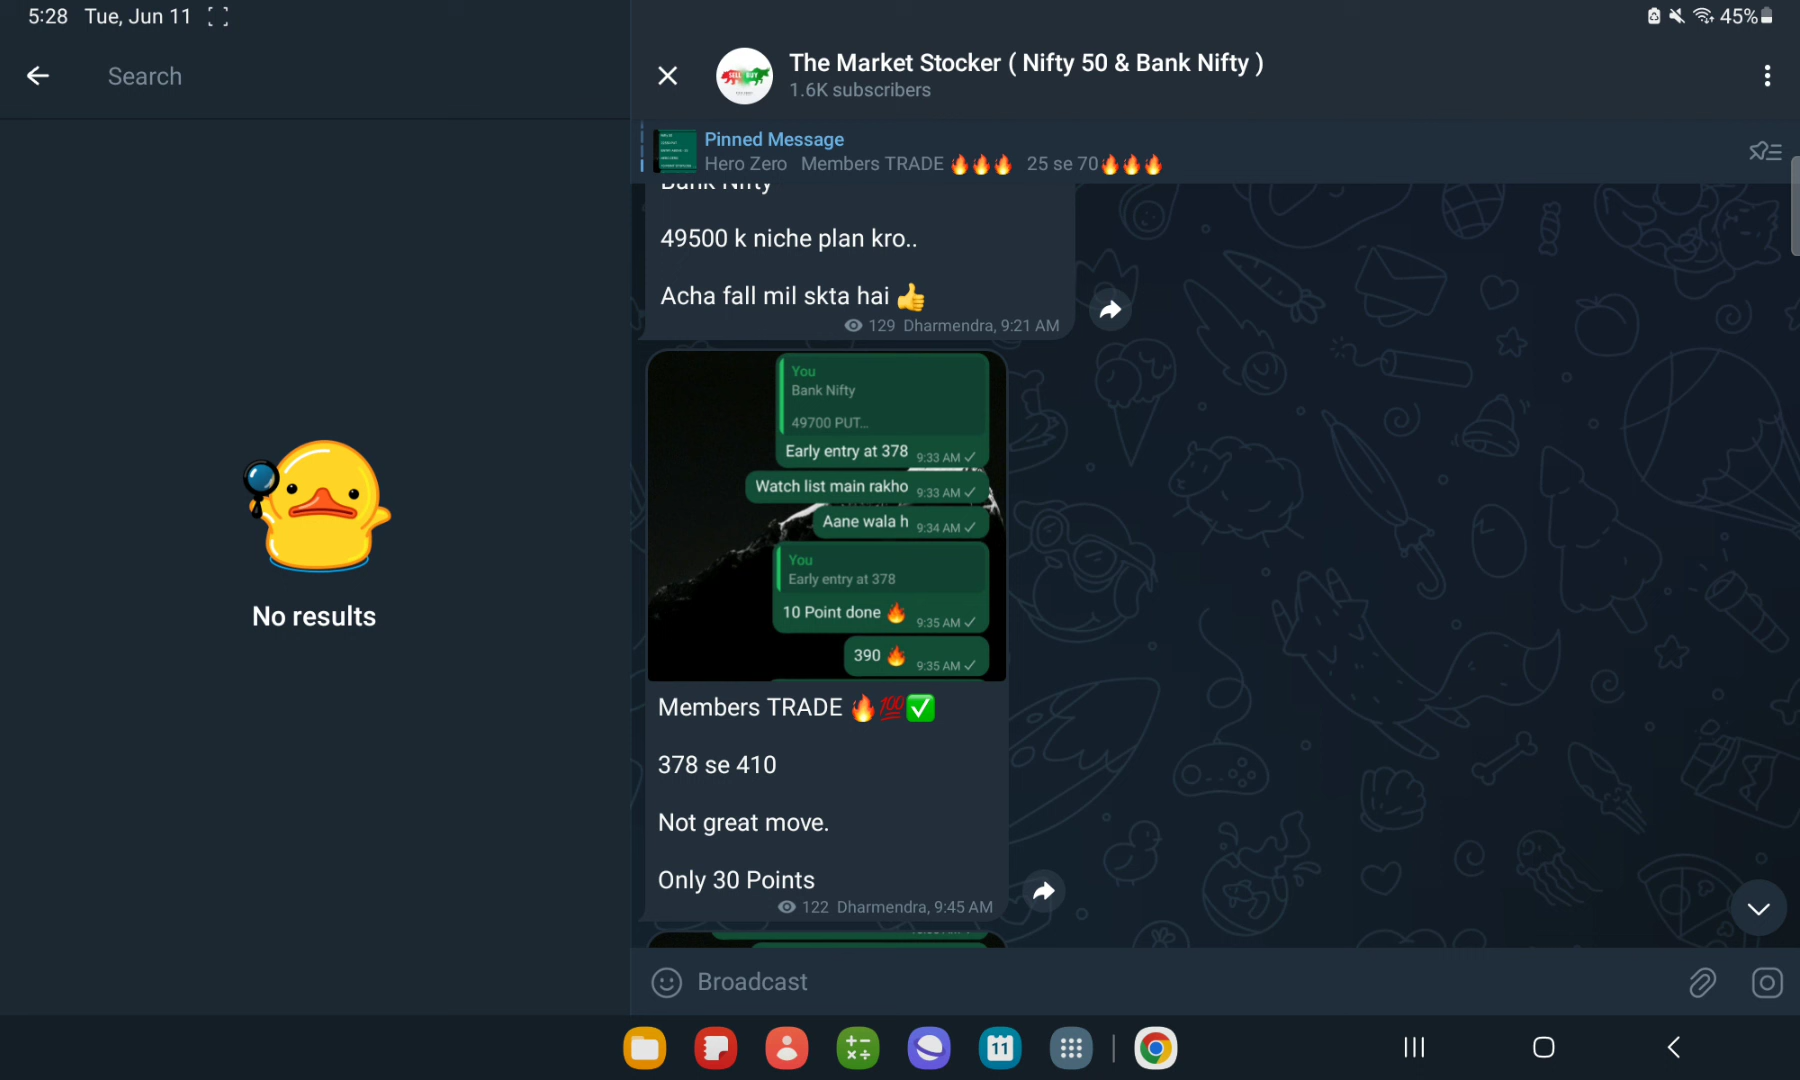 5:28 Tue, Jun 11
45%
Search
The Market Stocker ( Nifty 50 & Bank Nifty )
1.6K subscribers
Pinned Message
Hero Zero Members TRADE 🔥🔥🔥 25 se 70🔥🔥🔥
Bank Nifty
49500 k niche plan kro..
Acha fall mil skta hai 👍
129 Dharmendra, 9:21 AM
You
Bank Nifty
49700 PUT...
Early entry at 378 9:33 AM ✓
Watch list main rakho 9:33 AM ✓
Aane wala h 9:34 AM ✓
You
Early entry at 378
10 Point done 🔥 9:35 AM ✓
390 🔥 9:35 AM ✓
Members TRADE 🔥💯✅
378 se 410
Not great move.
Only 30 Points
122 Dharmendra, 9:45 AM
No results
Broadcast
11